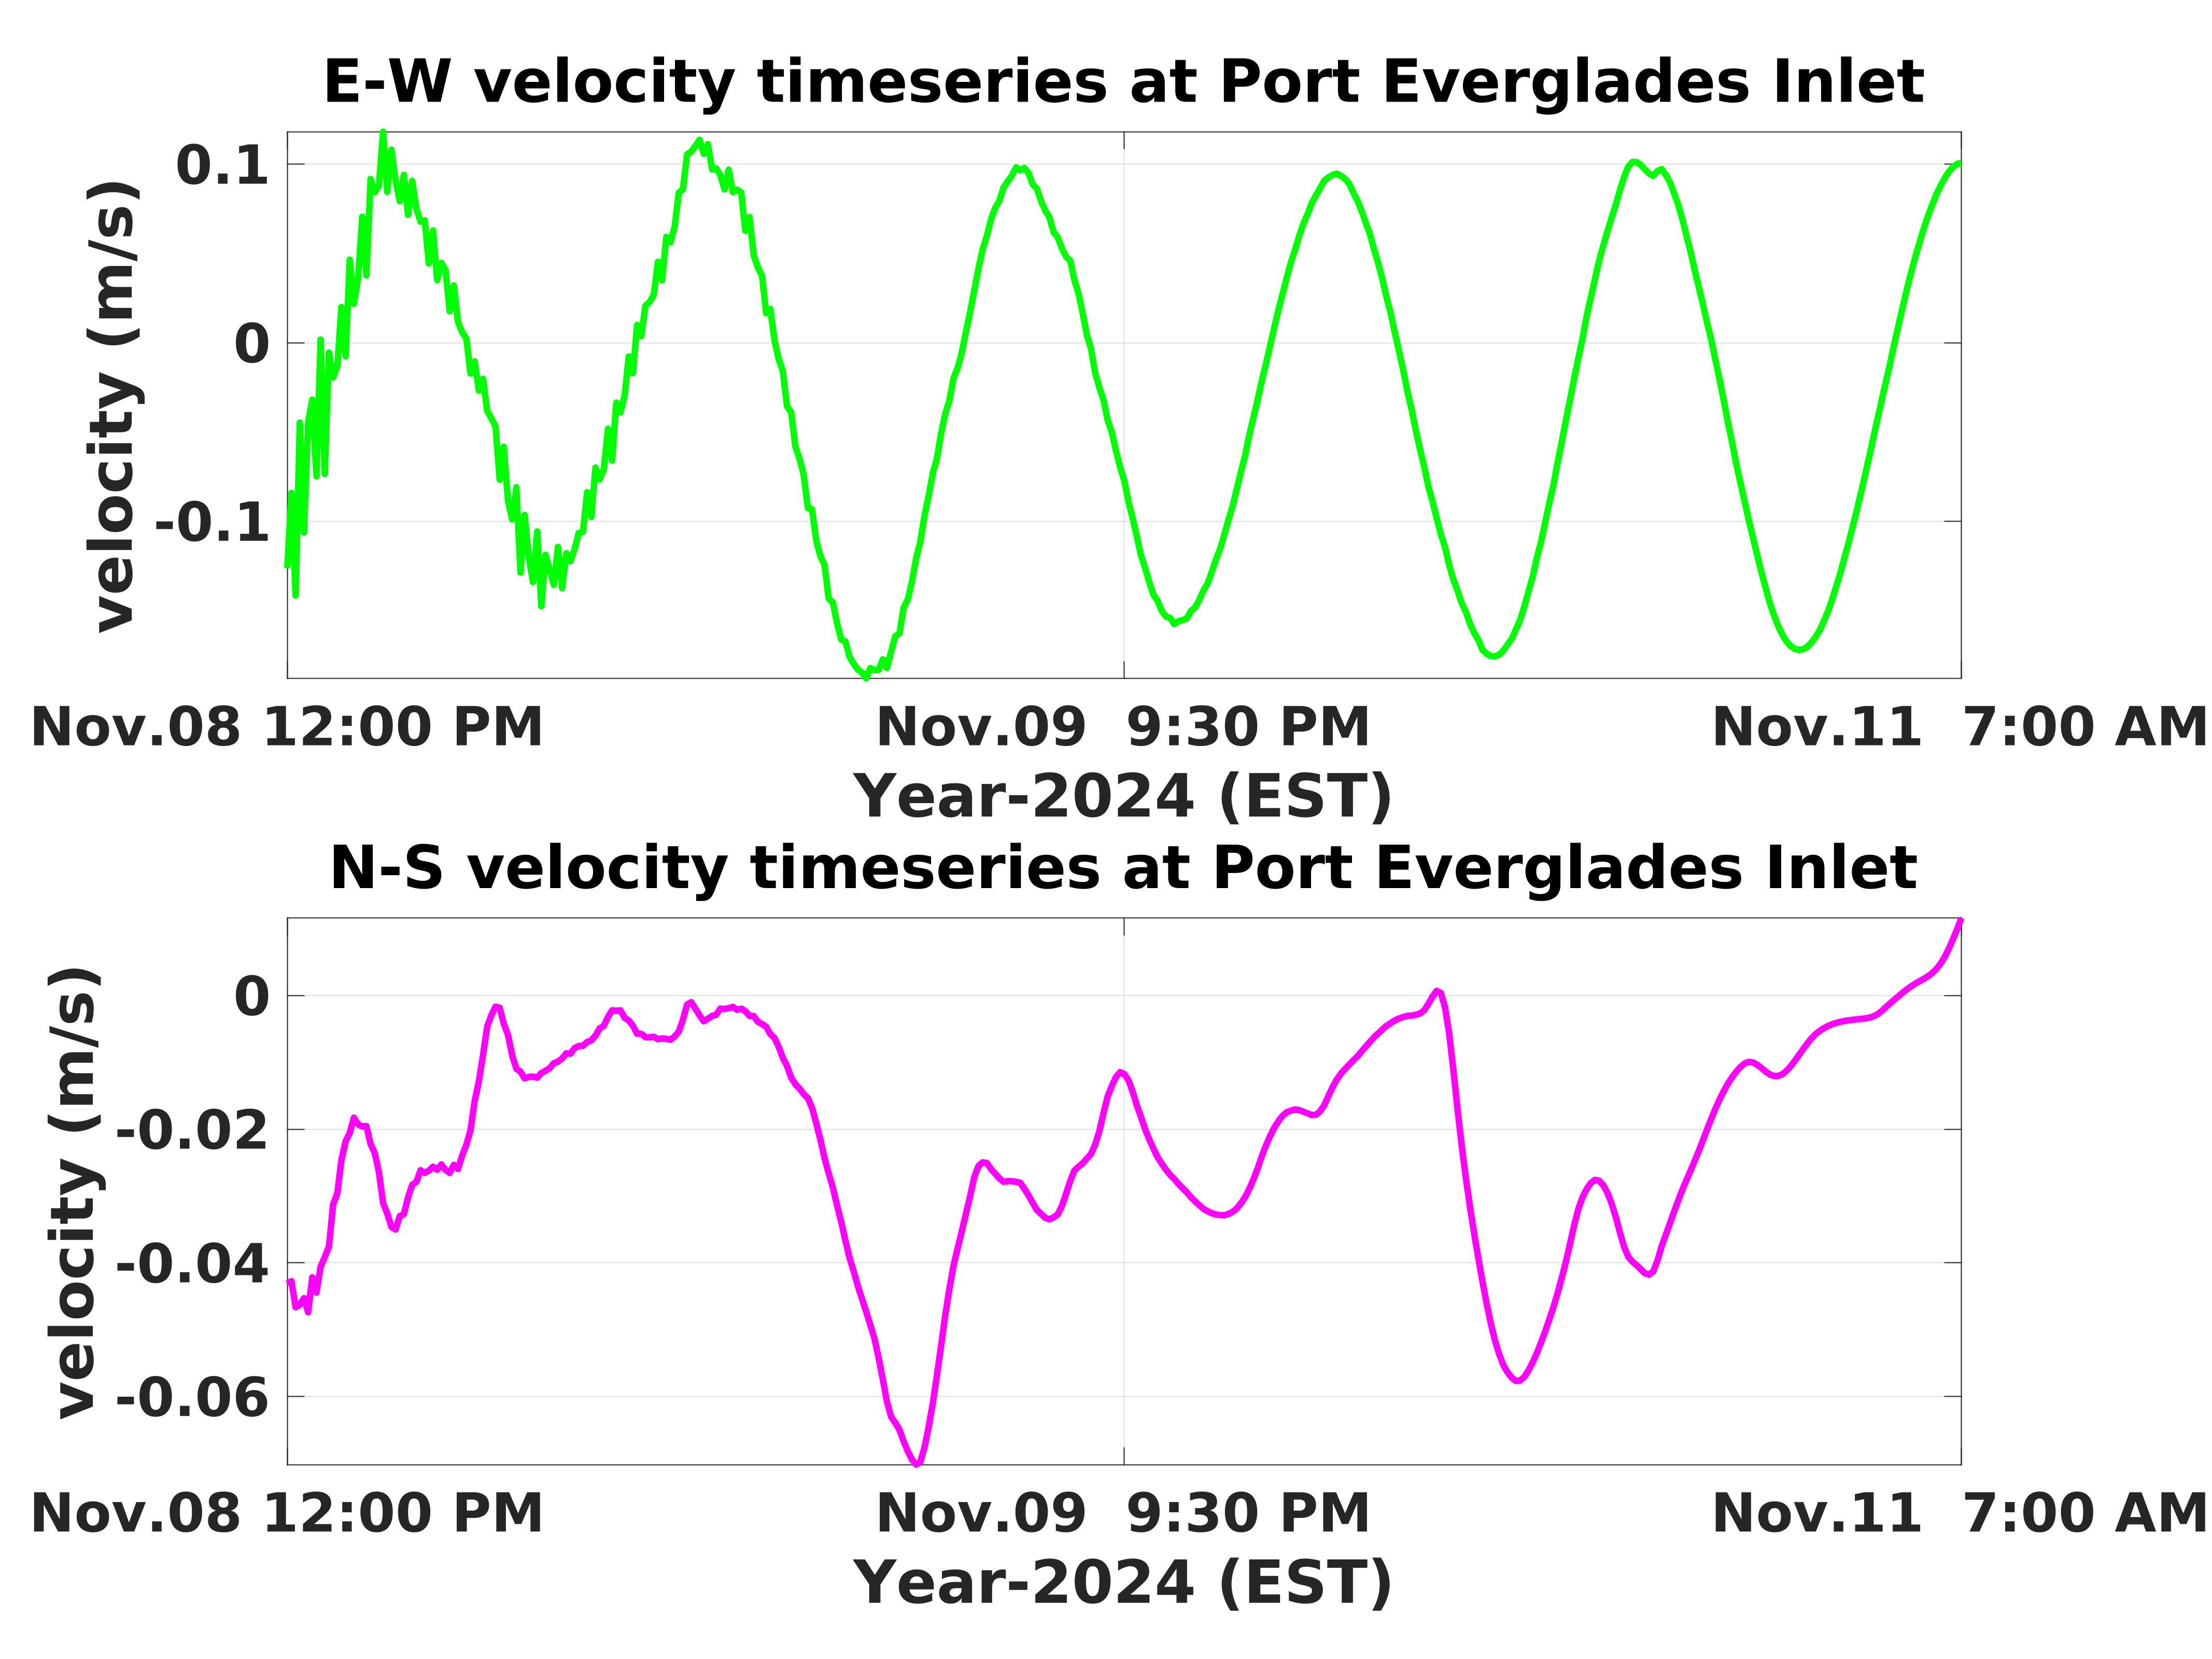 E-W velocity timeseries at Port Everglades Inlet
velocity (m/s)
0.1
0
-0.1
Nov.08 12:00 PM Nov.09 9:30 PM Nov.11 7:00 AM
Year-2024 (EST)
N-S velocity timeseries at Port Everglades Inlet
velocity (m/s)
0
-0.02
-0.04
-0.06
Nov.08 12:00 PM Nov.09 9:30 PM Nov.11 7:00 AM
Year-2024 (EST)